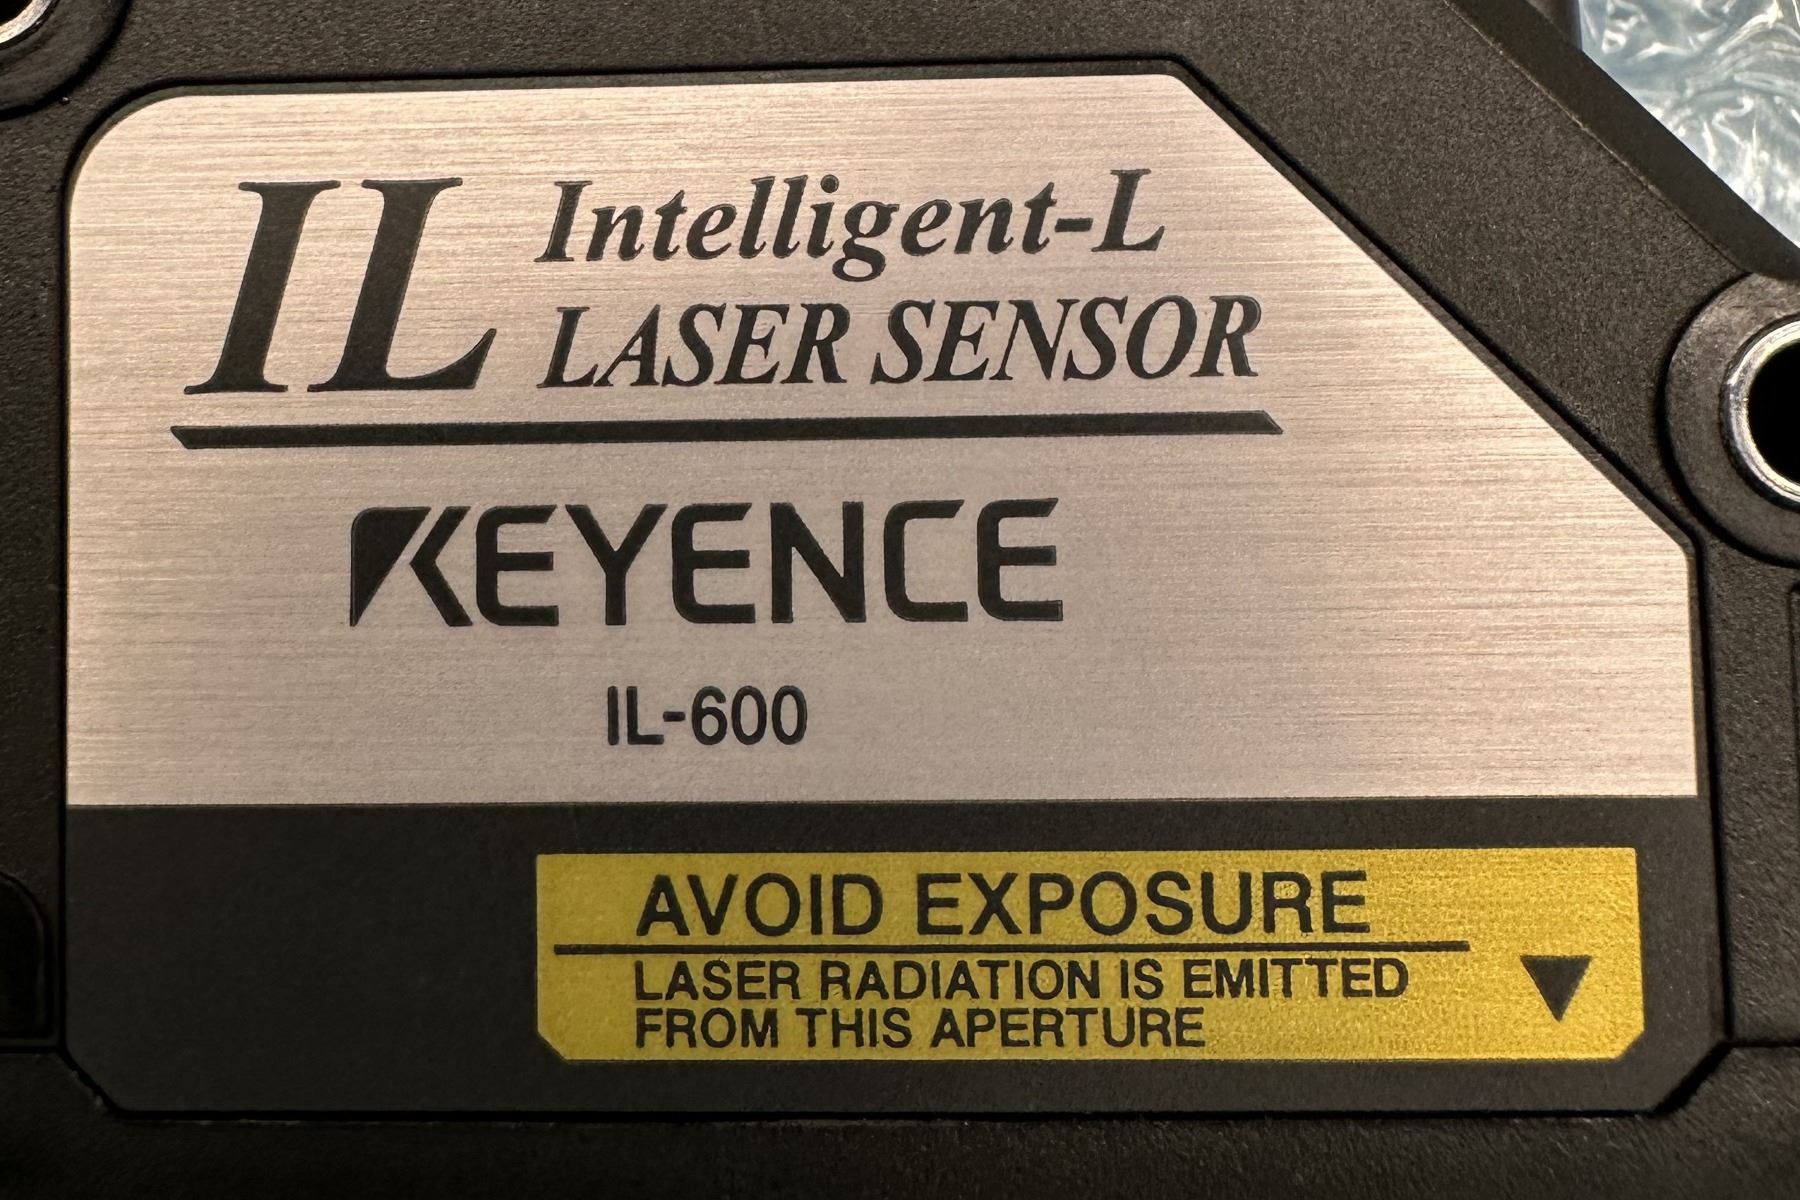 IL Intelligent-L
LASER SENSOR
KEYENCE
IL-600
AVOID EXPOSURE
LASER RADIATION IS EMITTED
FROM THIS APERTURE